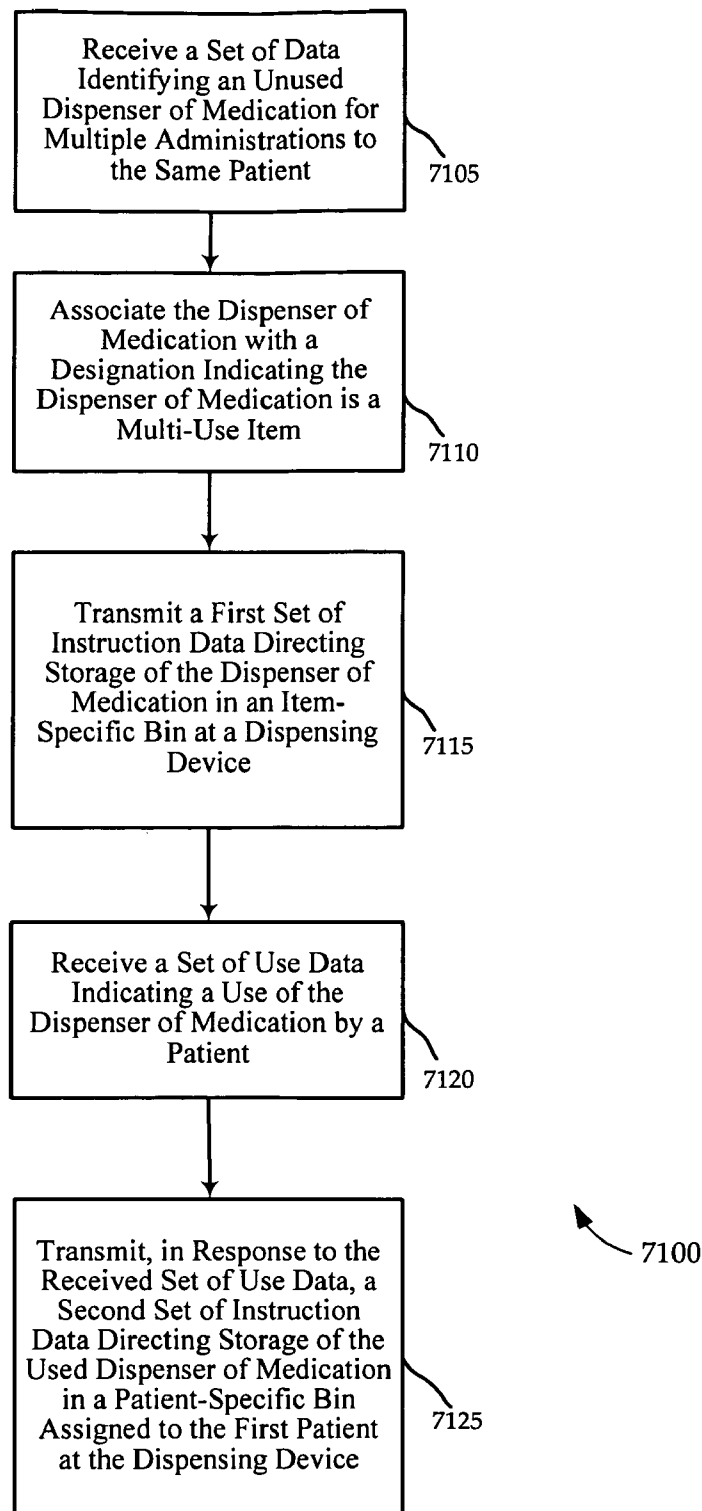 Receive a Set of Data
Identifying an Unused
Dispenser of Medication for
Multiple Administrations to
the Same Patient
7105
Associate the Dispenser of
Medication with a
Designation Indicating the
Dispenser of Medication is a
Multi-Use Item
7110
Transmit a First Set of
Instruction Data Directing
Storage of the Dispenser of
Medication in an Item-
Specific Bin at a Dispensing
Device
7115
Receive a Set of Use Data
Indicating a Use of the
Dispenser of Medication by a
Patient
7120
Transmit, in Response to the
Received Set of Use Data, a
Second Set of Instruction
Data Directing Storage of the
Used Dispenser of Medication
in a Patient-Specific Bin
Assigned to the First Patient
at the Dispensing Device
7125
7100